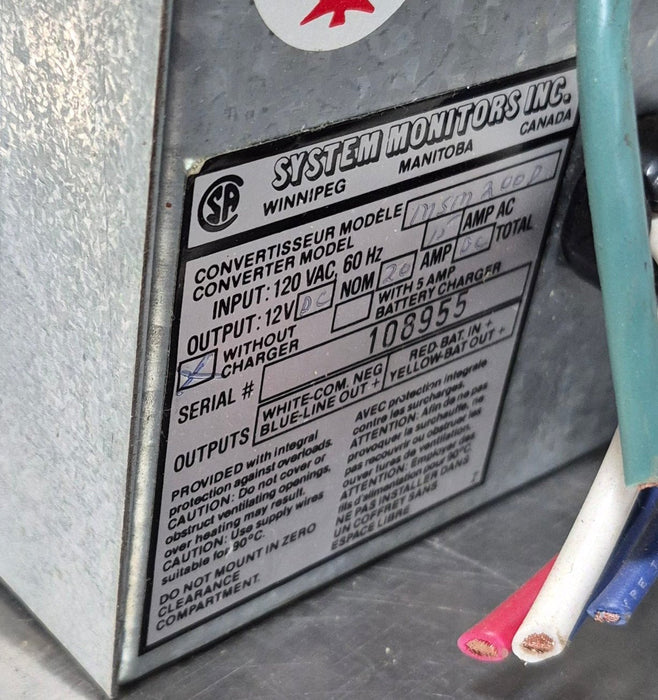 SYSTEM MONITORS INC.
WINNIPEG MANITOBA CANADA
CONVERTISSEUR MODÈLE
CONVERTER MODEL
INPUT: 120 VAC, 60 Hz AMP AC
OUTPUT: 12V DC NOM 20 AMP DC TOTAL
X WITHOUT CHARGER WITH 5 AMP BATTERY CHARGER
SERIAL # 108955
OUTPUTS
WHITE-COM. NEG RED-BAT. IN +
BLUE-LINE OUT + YELLOW-BAT OUT +
PROVIDED with integral
protection against overloads.
CAUTION: Do not cover or
obstruct ventilating openings,
over heating may result.
CAUTION: Use supply wires
suitable for 90°C.
DO NOT MOUNT IN ZERO
CLEARANCE
COMPARTMENT.
AVEC protection integrale
contre les surcharges.
ATTENTION: Afin de ne pas
provoquer la surchauffe, ne
pas recouvrir ou obstruer les
ouver tures de ventilation.
ATTENTION: Employer des
fils d'alimentation pour 90°C.
NE PAS INSTALLER DANS
UN COFFRET SANS
ESPACE LIBRE